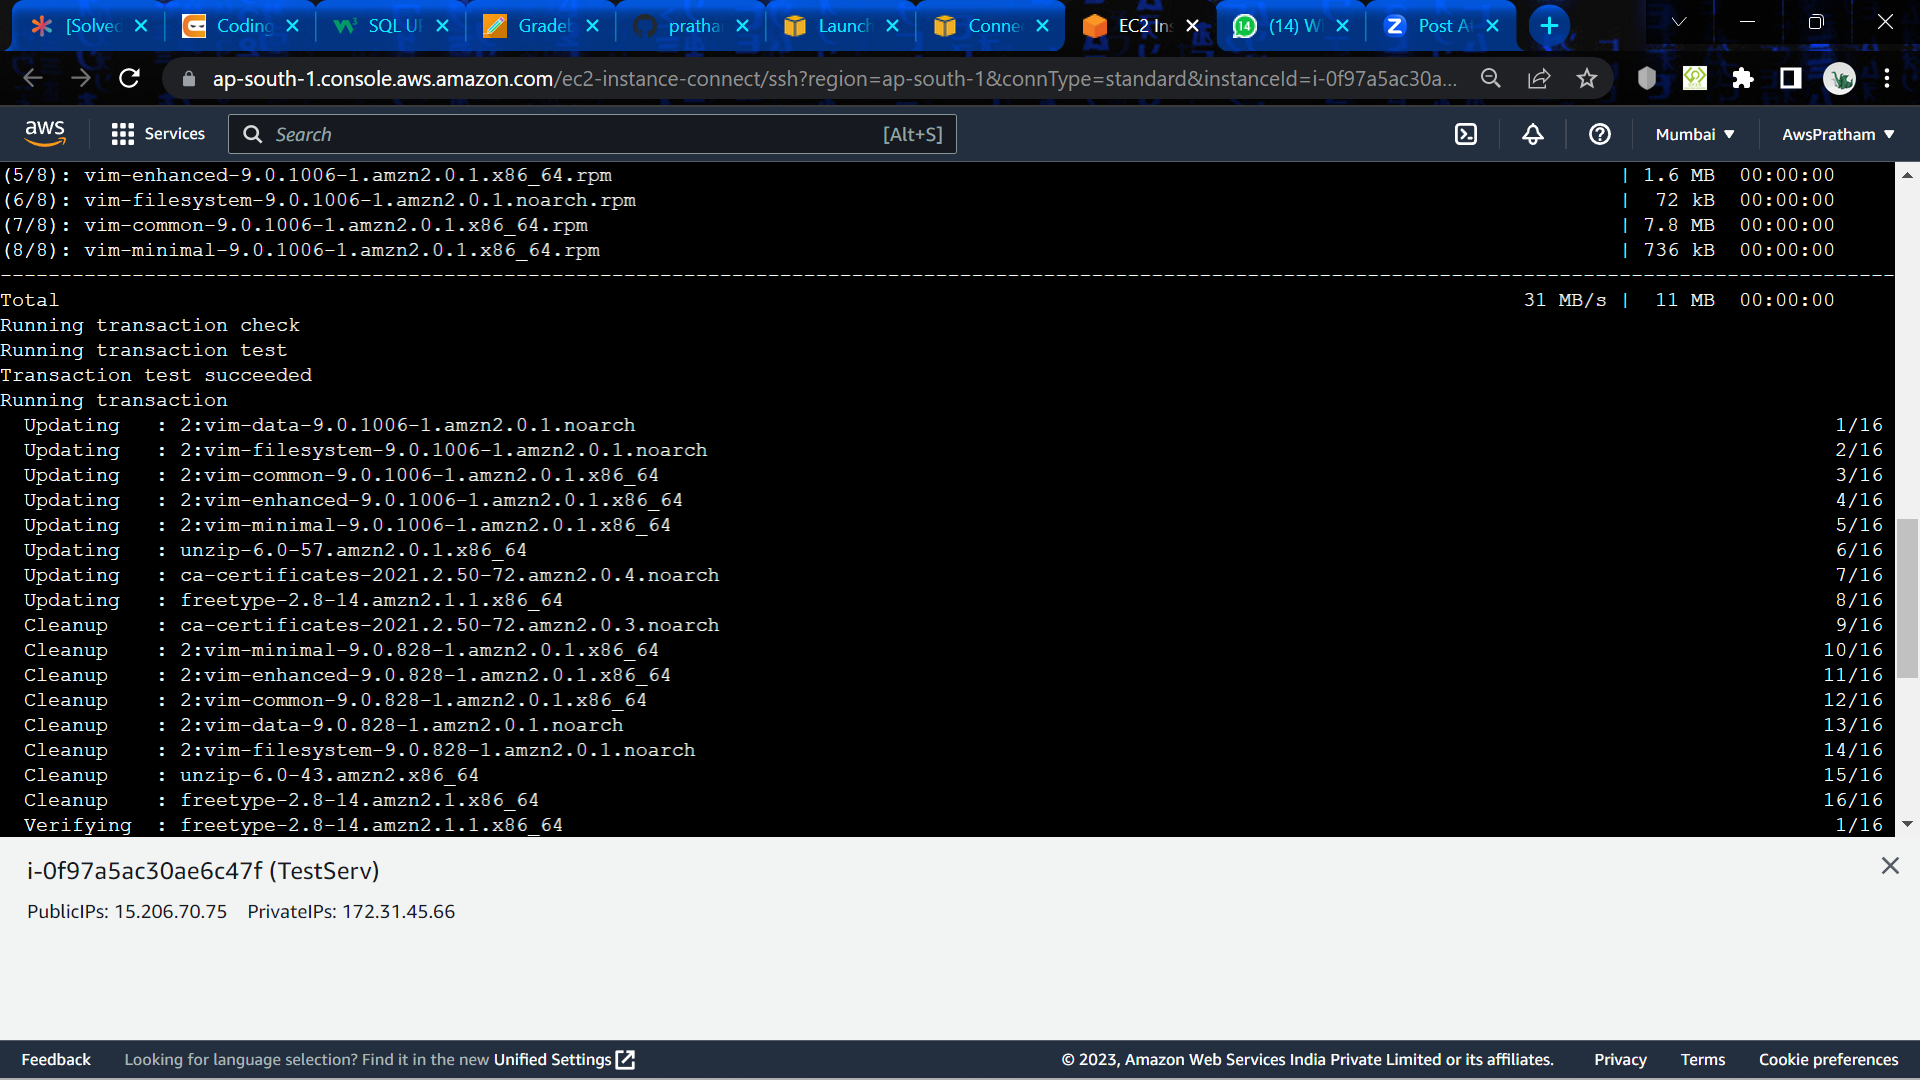 [Solved
Coding
SQL UP
Gradeb
pratha
Launch
Conne
EC2 Ins
14
(14) W
Post At
ap-south-1.console.aws.amazon.com/ec2-instance-connect/ssh?region=ap-south-1&connType=standard&instanceId=i-0f97a5ac30a...
aws
Services
Search
[Alt+S]
Mumbai
AwsPratham
(5/8): vim-enhanced-9.0.1006-1.amzn2.0.1.x86_64.rpm | 1.6 MB 00:00:00
(6/8): vim-filesystem-9.0.1006-1.amzn2.0.1.noarch.rpm | 72 kB 00:00:00
(7/8): vim-common-9.0.1006-1.amzn2.0.1.x86_64.rpm | 7.8 MB 00:00:00
(8/8): vim-minimal-9.0.1006-1.amzn2.0.1.x86_64.rpm | 736 kB 00:00:00
--------------------------------------------------------------------------------
Total 31 MB/s | 11 MB 00:00:00
Running transaction check
Running transaction test
Transaction test succeeded
Running transaction
Updating : 2:vim-data-9.0.1006-1.amzn2.0.1.noarch 1/16
Updating : 2:vim-filesystem-9.0.1006-1.amzn2.0.1.noarch 2/16
Updating : 2:vim-common-9.0.1006-1.amzn2.0.1.x86_64 3/16
Updating : 2:vim-enhanced-9.0.1006-1.amzn2.0.1.x86_64 4/16
Updating : 2:vim-minimal-9.0.1006-1.amzn2.0.1.x86_64 5/16
Updating : unzip-6.0-57.amzn2.0.1.x86_64 6/16
Updating : ca-certificates-2021.2.50-72.amzn2.0.4.noarch 7/16
Updating : freetype-2.8-14.amzn2.1.1.x86_64 8/16
Cleanup : ca-certificates-2021.2.50-72.amzn2.0.3.noarch 9/16
Cleanup : 2:vim-minimal-9.0.828-1.amzn2.0.1.x86_64 10/16
Cleanup : 2:vim-enhanced-9.0.828-1.amzn2.0.1.x86_64 11/16
Cleanup : 2:vim-common-9.0.828-1.amzn2.0.1.x86_64 12/16
Cleanup : 2:vim-data-9.0.828-1.amzn2.0.1.noarch 13/16
Cleanup : 2:vim-filesystem-9.0.828-1.amzn2.0.1.noarch 14/16
Cleanup : unzip-6.0-43.amzn2.x86_64 15/16
Cleanup : freetype-2.8-14.amzn2.1.x86_64 16/16
Verifying : freetype-2.8-14.amzn2.1.1.x86_64 1/16
i-0f97a5ac30ae6c47f (TestServ)
PublicIPs: 15.206.70.75 PrivateIPs: 172.31.45.66
Feedback
Looking for language selection? Find it in the new Unified Settings
© 2023, Amazon Web Services India Private Limited or its affiliates.
Privacy
Terms
Cookie preferences